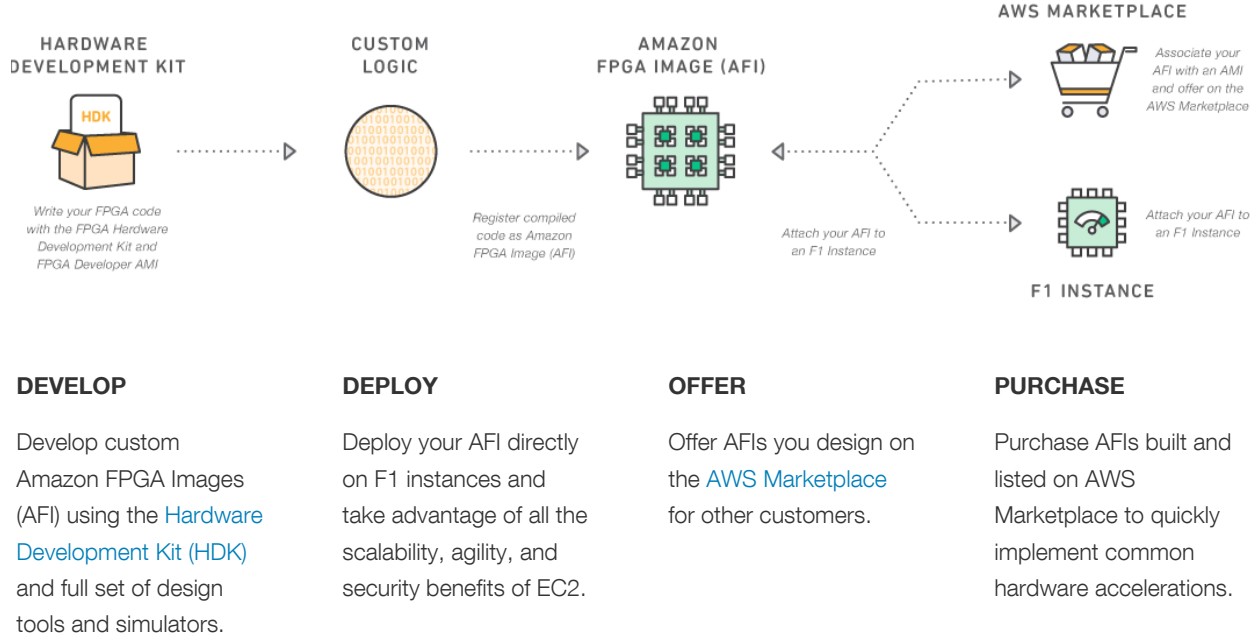 HARDWARE
DEVELOPMENT KIT
HDK
Write your FPGA code
with the FPGA Hardware
Development Kit and
FPGA Developer AMI
CUSTOM
LOGIC
Register compiled
code as Amazon
FPGA Image (AFI)
AMAZON
FPGA IMAGE (AFI)
Attach your AFI to
an F1 Instance
AWS MARKETPLACE
Associate your
AFI with an AMI
and offer on the
AWS Marketplace
Attach your AFI to
an F1 Instance
F1 INSTANCE
DEVELOP
Develop custom
Amazon FPGA Images
(AFI) using the Hardware
Development Kit (HDK)
and full set of design
tools and simulators.
DEPLOY
Deploy your AFI directly
on F1 instances and
take advantage of all the
scalability, agility, and
security benefits of EC2.
OFFER
Offer AFIs you design on
the AWS Marketplace
for other customers.
PURCHASE
Purchase AFIs built and
listed on AWS
Marketplace to quickly
implement common
hardware accelerations.